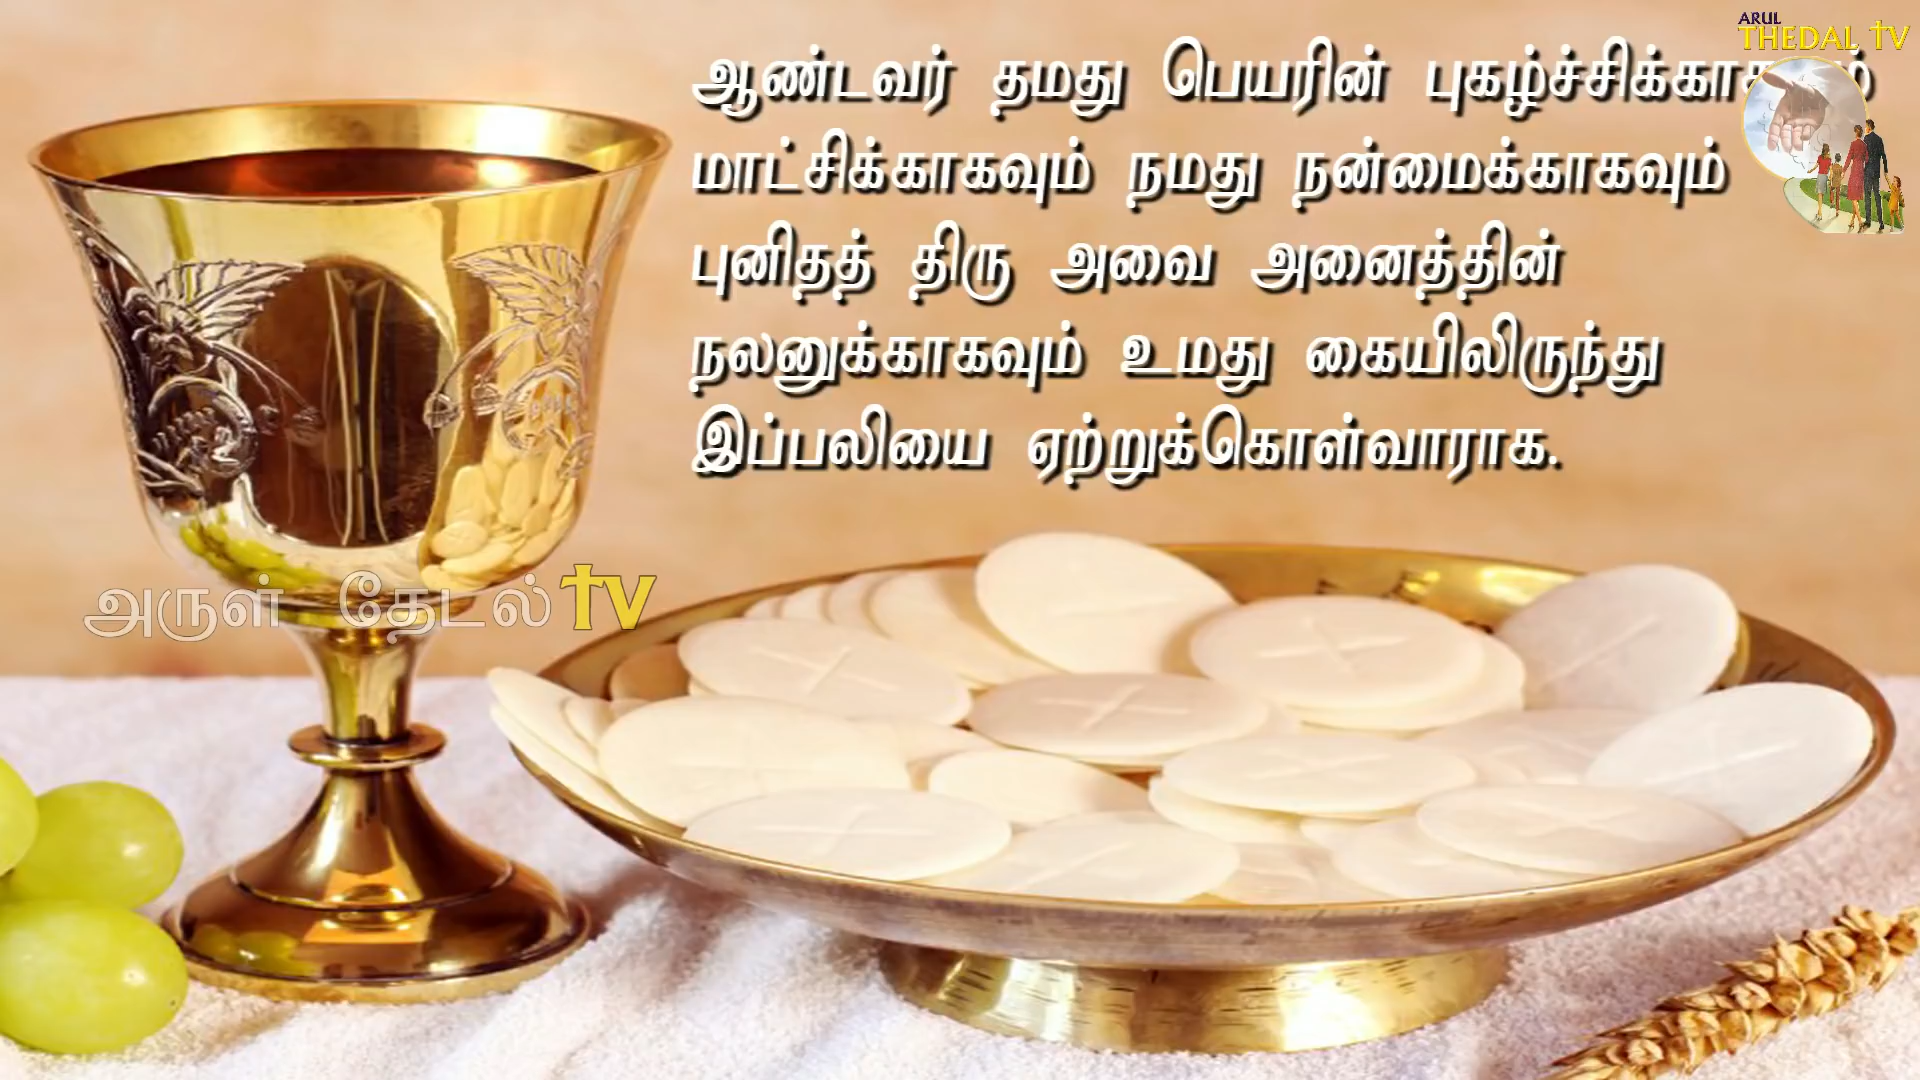 ARUL
THEDAL TV
ஆண்டவர் தமது பெயரின்
மாட்சிக்காகவும் நமது நன்மைக்காகவும்
புனிதத் திரு அவை அனைத்தின்
நலனுக்காகவும் உமது கையிலிருந்து
இப்பலியை ஏற்றுக்கொள்வாராக.
அருள் தேடல் TV